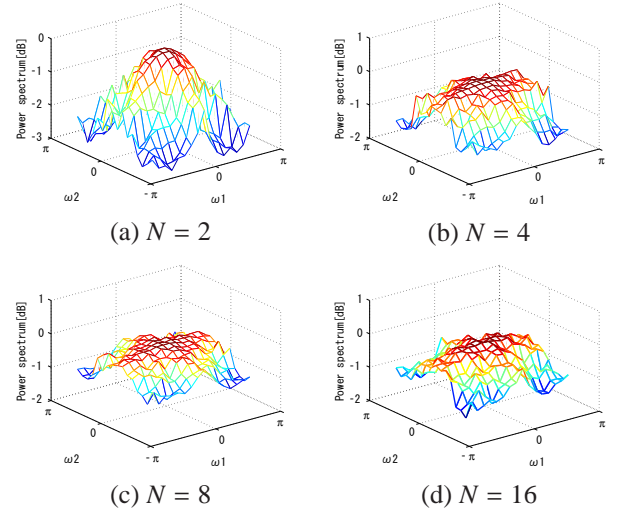 Power spectrum[dB]
0
-1
-2
-3
π
0
-π
0
π
ω2
ω1
(a) N = 2
Power spectrum[dB]
1
0
-1
-2
π
0
-π
0
π
ω2
ω1
(b) N = 4
Power spectrum[dB]
1
0
-1
-2
π
0
-π
0
π
ω2
ω1
(c) N = 8
Power spectrum[dB]
1
0
-1
-2
π
0
-π
0
π
ω2
ω1
(d) N = 16